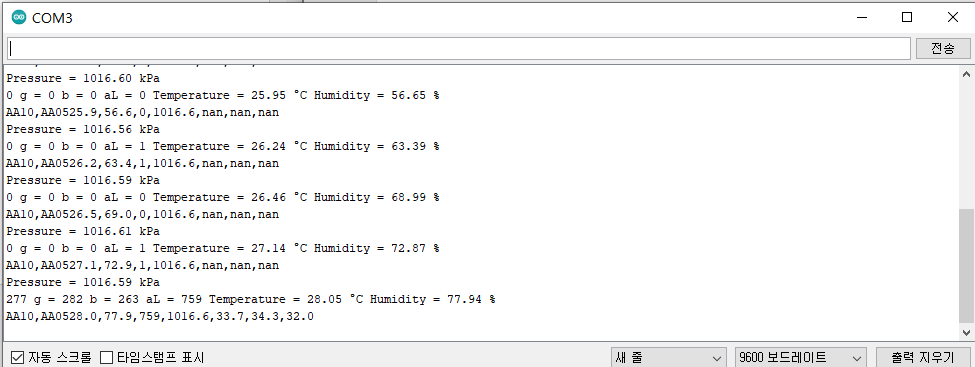 COM3
전송
Pressure = 1016.60 kPa
0 g = 0 b = 0 aL = 0 Temperature = 25.95 °C Humidity = 56.65 %
AA10,AA0525.9,56.6,0,1016.6,nan,nan,nan
Pressure = 1016.56 kPa
0 g = 0 b = 0 aL = 1 Temperature = 26.24 °C Humidity = 63.39 %
AA10,AA0526.2,63.4,1,1016.6,nan,nan,nan
Pressure = 1016.59 kPa
0 g = 0 b = 0 aL = 0 Temperature = 26.46 °C Humidity = 68.99 %
AA10,AA0526.5,69.0,0,1016.6,nan,nan,nan
Pressure = 1016.61 kPa
0 g = 0 b = 0 aL = 1 Temperature = 27.14 °C Humidity = 72.87 %
AA10,AA0527.1,72.9,1,1016.6,nan,nan,nan
Pressure = 1016.59 kPa
277 g = 282 b = 263 aL = 759 Temperature = 28.05 °C Humidity = 77.94 %
AA10,AA0528.0,77.9,759,1016.6,33.7,34.3,32.0
자동 스크롤 타임스탬프 표시 새 줄 9600 보드레이트 출력 지우기